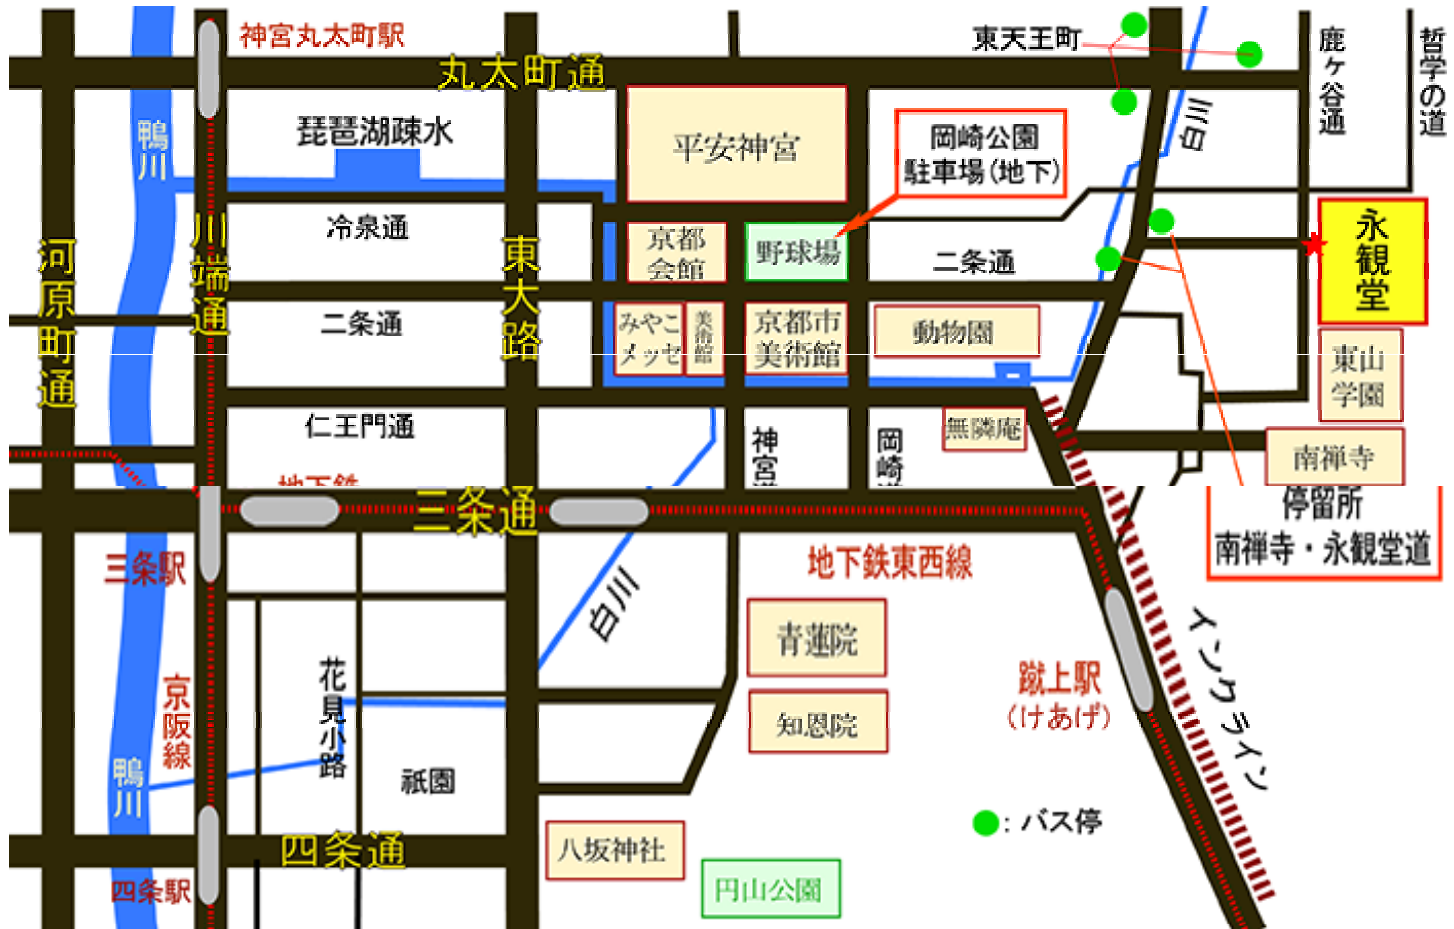 神宮丸太町駅
東天王町
丸太町通
鹿ヶ谷通
哲学の道
鴨川
琵琶湖疏水
平安神宮
岡崎公園
駐車場(地下)
白川
冷泉通
川端通
河原町通
東大路
京都
会館
野球場
二条通
永観堂
二条通
みやこ
メッセ
美術館
京都市
美術館
動物園
東山
学園
仁王門通
神宮
岡崎
無隣庵
南禅寺
地下鉄
三条通
停留所
南禅寺・永観堂道
三条駅
地下鉄東西線
白川
青蓮院
インクライン
京阪線
花見小路
蹴上駅
(けあげ)
知恩院
鴨川
祇園
:バス停
四条通
八坂神社
四条駅
円山公園